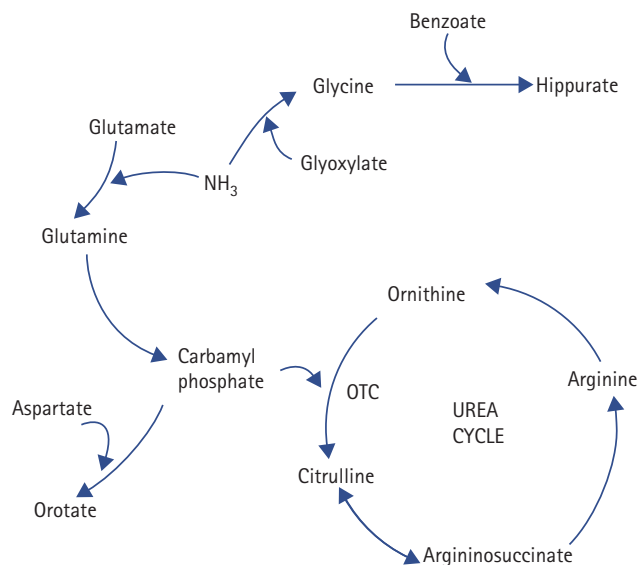 Benzoate
Glycine
Hippurate
Glutamate
NH₃
Glyoxylate
Glutamine
Ornithine
Carbamyl
phosphate
OTC
Arginine
Aspartate
UREA
CYCLE
Citrulline
Orotate
Argininosuccinate